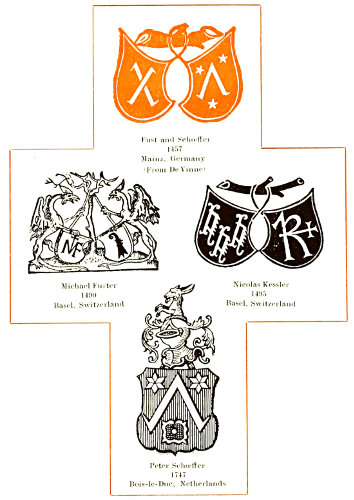 Fust and Schoeffer
1457
Mainz, Germany
(From De Vinne)
NF
Michael Furter
1490
Basel, Switzerland
Nicolas Kessler
1495
Basel, Switzerland
Peter Schoeffer
1747
Bois-le-Duc, Netherlands